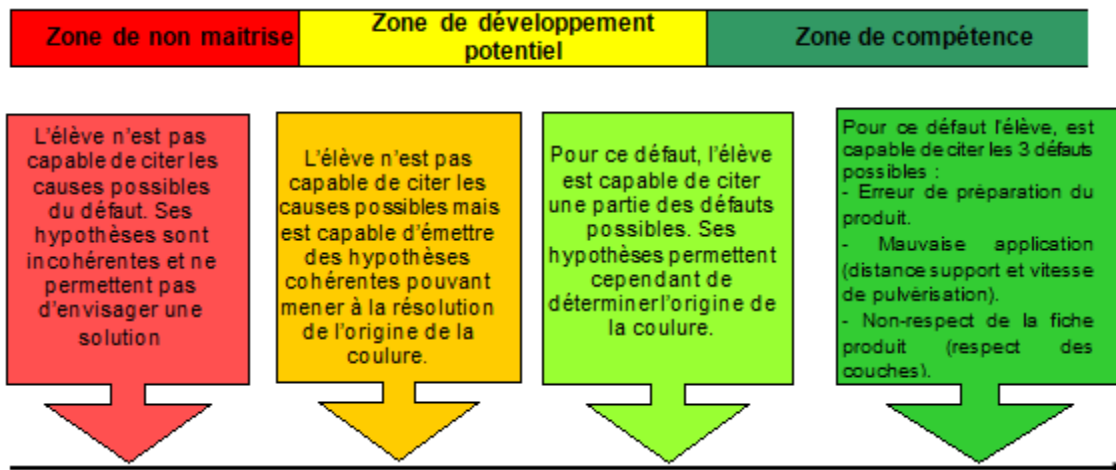 Zone de non maitrise
Zone de développement
potentiel
Zone de compétence
L'élève n'est pas
capable de citer les
causes possibles
du défaut. Ses
hypothèses sont
incohérentes et ne
permettent pas
d'envisager une
solution
L'élève n'est pas
capable de citer les
causes possibles mais
est capable d'émettre
des hypothèses
cohérentes pouvant
mener à la résolution
de l'origine de la
coulure.
Pour ce défaut, l'élève
est capable de citer
une partie des défauts
possibles. Ses
hypothèses permettent
cependant de
déterminer l'origine de
la coulure.
Pour ce défaut l'élève, est
capable de citer les 3 défauts
possibles :
- Erreur de préparation du
produit.
- Mauvaise application
(distance support et vitesse
de pulvérisation).
- Non-respect de la fiche
produit (respect des
couches).